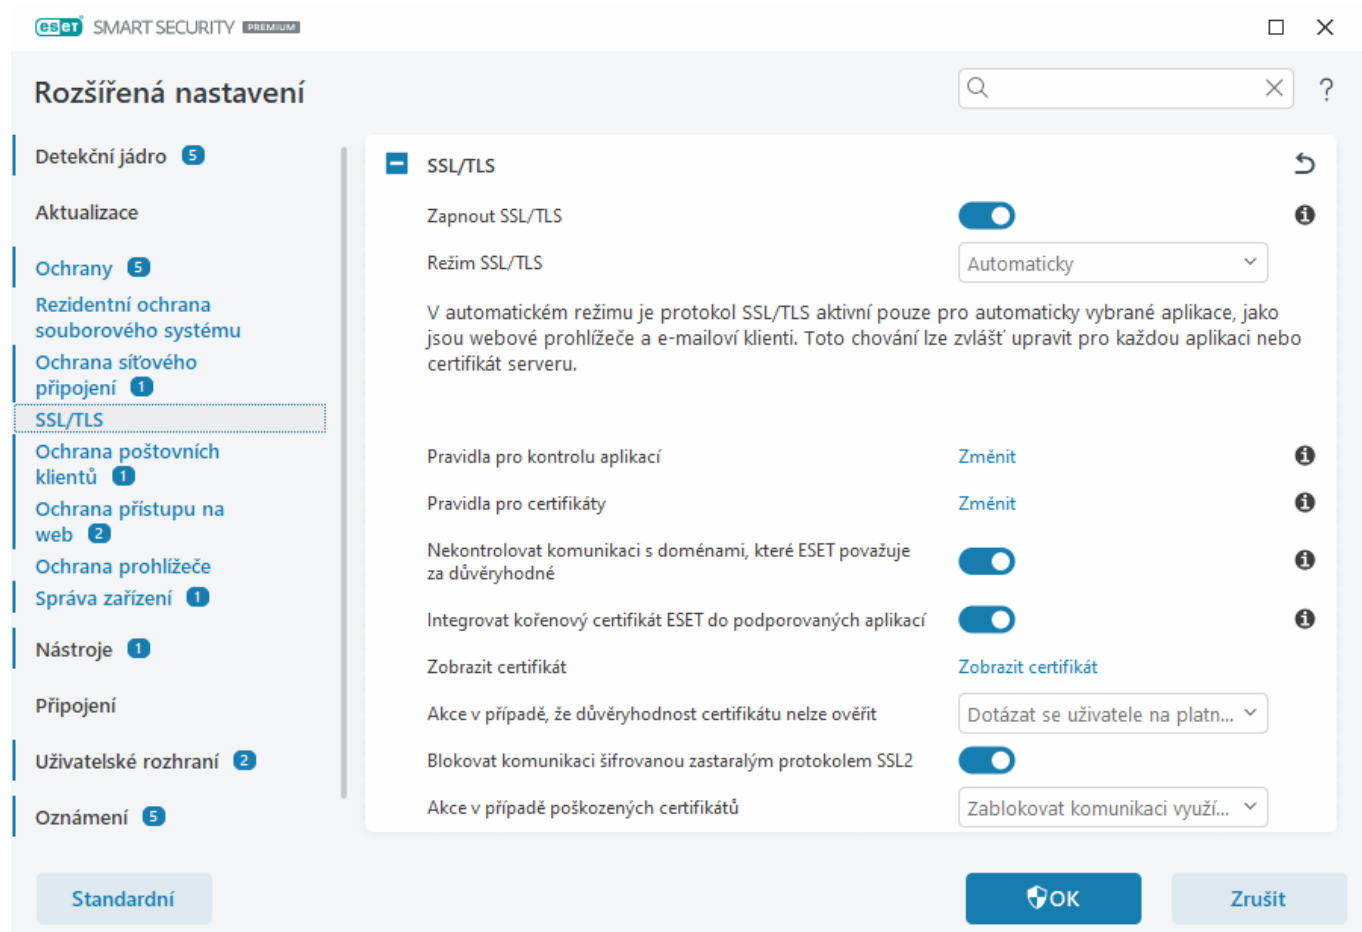 eset SMART SECURITY PREMIUM
Rozšířená nastavení
?
Detekční jádro 5
Aktualizace
Ochrany 5
Rezidentní ochrana
souborového systému
Ochrana síťového
připojení 1
SSL/TLS
Ochrana poštovních
klientů 1
Ochrana přístupu na
web 2
Ochrana prohlížeče
Správa zařízení 1
Nástroje 1
Připojení
Uživatelské rozhraní 2
Oznámení 5
SSL/TLS
Zapnout SSL/TLS
Režim SSL/TLS
Automaticky
V automatickém režimu je protokol SSL/TLS aktivní pouze pro automaticky vybrané aplikace, jako
jsou webové prohlížeče a e-mailoví klienti. Toto chování lze zvlášť upravit pro každou aplikaci nebo
certifikát serveru.
Pravidla pro kontrolu aplikací
Změnit
Pravidla pro certifikáty
Změnit
Nekontrolovat komunikaci s doménami, které ESET považuje
za důvěryhodné
Integrovat kořenový certifikát ESET do podporovaných aplikací
Zobrazit certifikát
Zobrazit certifikát
Akce v případě, že důvěryhodnost certifikátu nelze ověřit
Dotázat se uživatele na platn...
Blokovat komunikaci šifrovanou zastaralým protokolem SSL2
Akce v případě poškozených certifikátů
Zablokovat komunikaci využí...
Standardní
OK
Zrušit